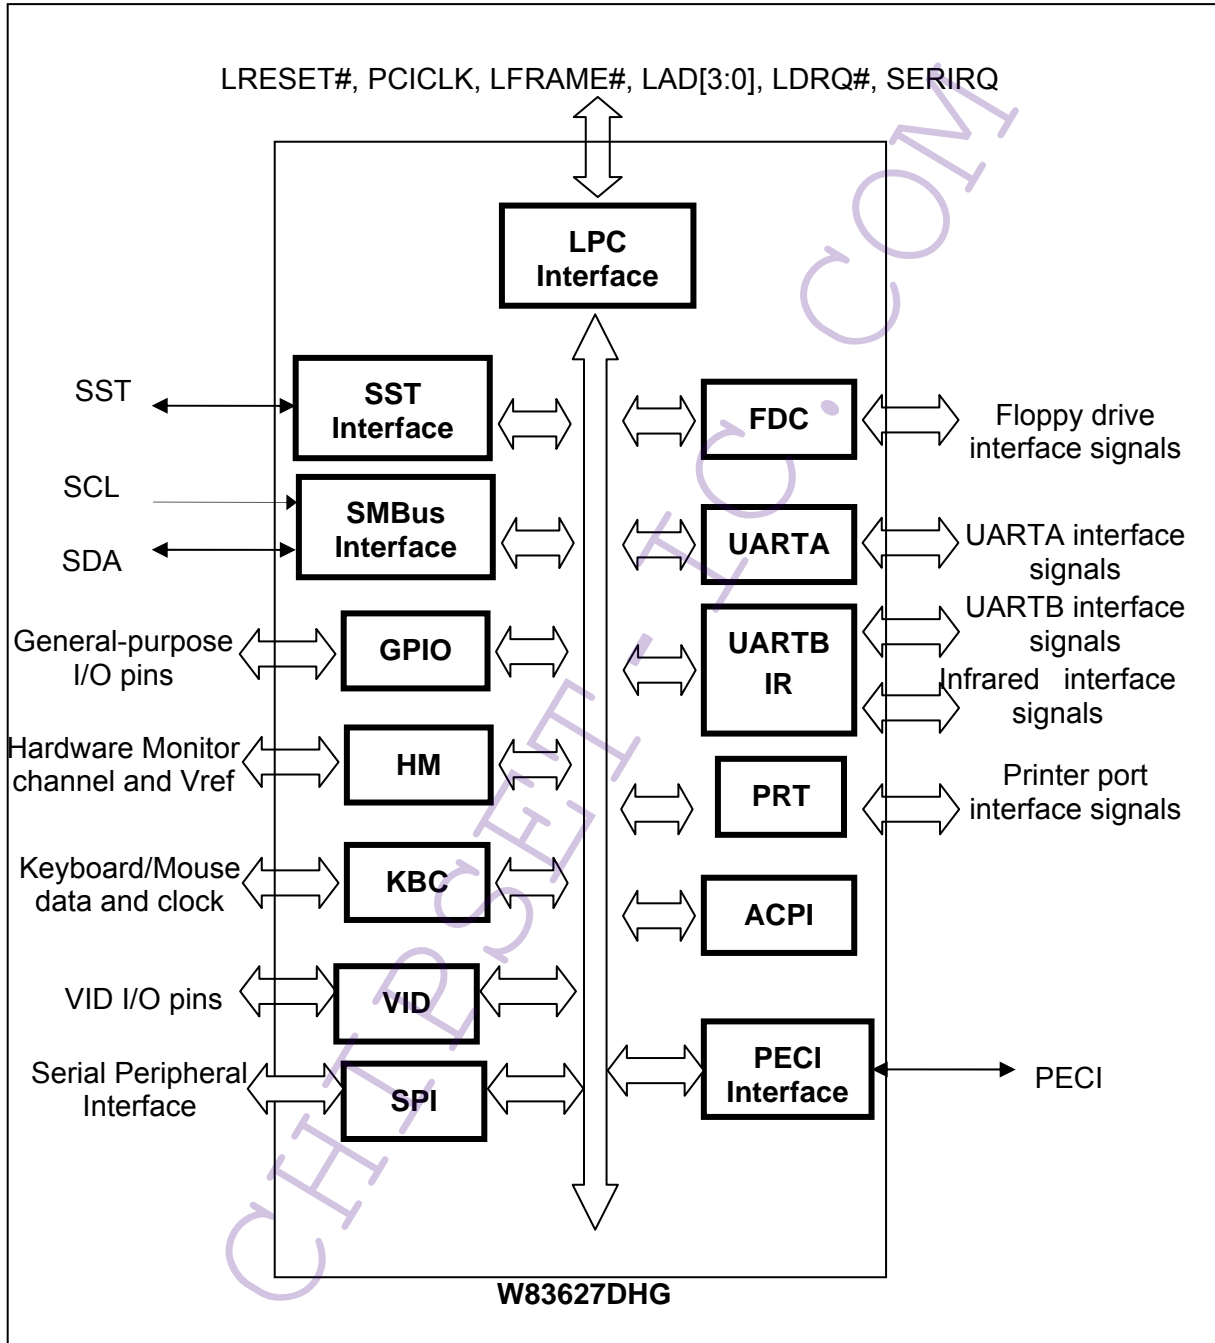 LRESET#, PCICLK, LFRAME#, LAD[3:0], LDRQ#, SERIRQ
LPC
Interface
SST
SST
Interface
SCL
SDA
SMBus
Interface
General-purpose
I/O pins
GPIO
Hardware Monitor
channel and Vref
HM
Keyboard/Mouse
data and clock
KBC
VID I/O pins
VID
Serial Peripheral
Interface
SPI
FDC
Floppy drive
interface signals
UARTA
UARTA interface
signals
UARTB
IR
UARTB interface
signals
Infrared interface
signals
PRT
Printer port
interface signals
ACPI
PECI
Interface
PECI
W83627DHG
CHIPSET-IC.COM